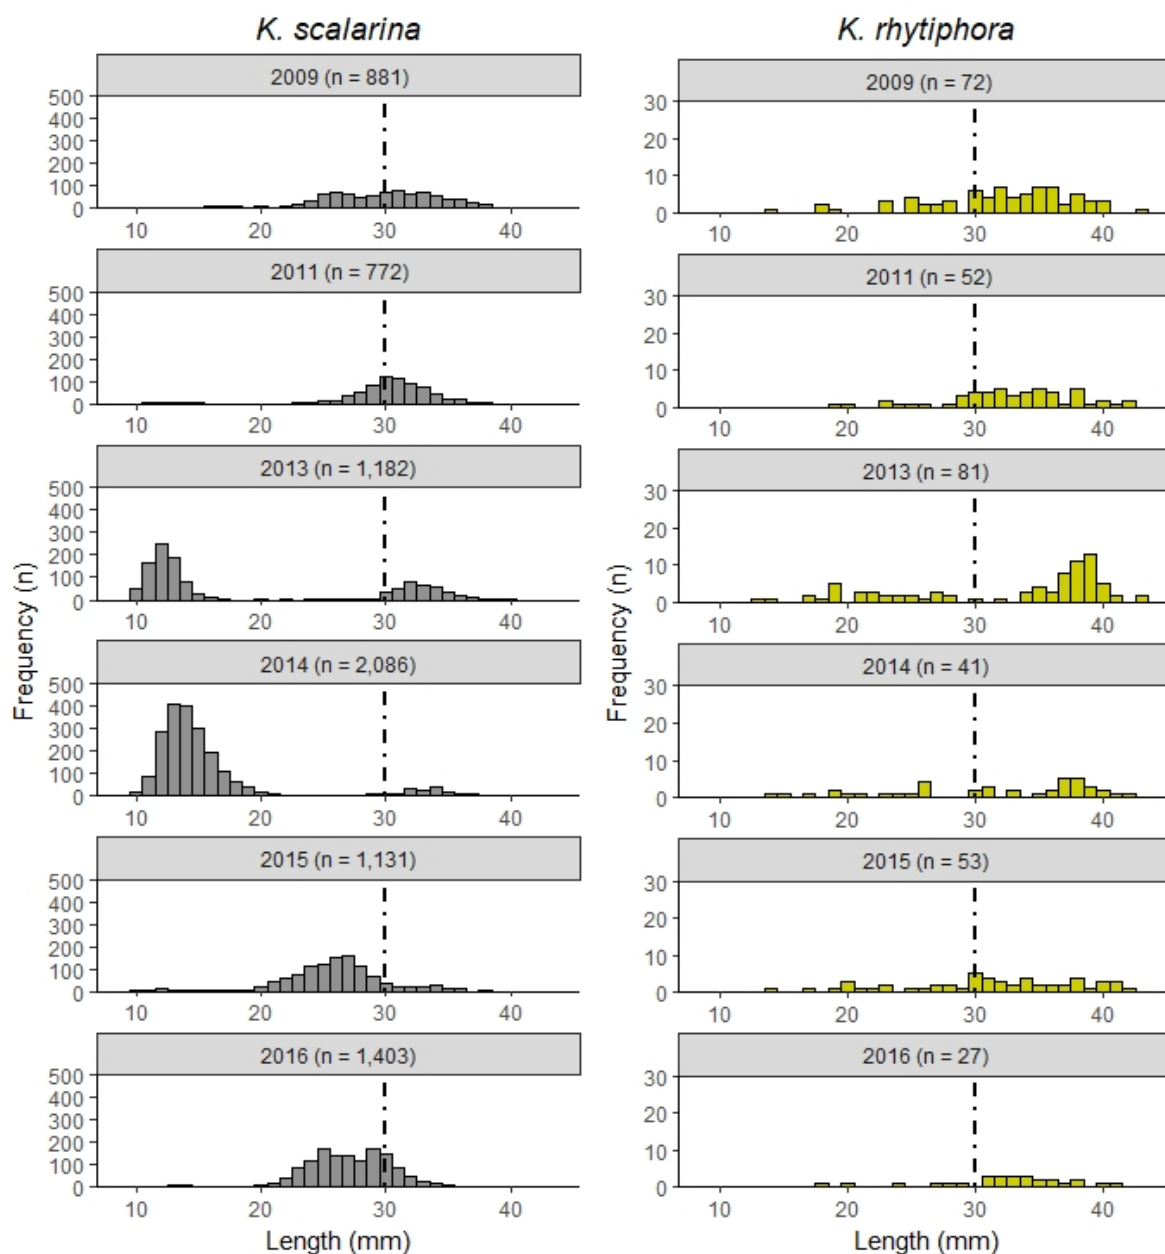 K. scalarina
2009 (n = 881)
500
400
300
200
100
0
10 20 30 40
2011 (n = 772)
500
400
300
200
100
0
10 20 30 40
2013 (n = 1,182)
500
400
300
200
100
0
10 20 30 40
2014 (n = 2,086)
500
400
300
200
100
0
10 20 30 40
2015 (n = 1,131)
500
400
300
200
100
0
10 20 30 40
2016 (n = 1,403)
500
400
300
200
100
0
10 20 30 40
Frequency (n)
Length (mm)
K. rhytiphora
2009 (n = 72)
30
20
10
0
10 20 30 40
2011 (n = 52)
30
20
10
0
10 20 30 40
2013 (n = 81)
30
20
10
0
10 20 30 40
2014 (n = 41)
30
20
10
0
10 20 30 40
2015 (n = 53)
30
20
10
0
10 20 30 40
2016 (n = 27)
30
20
10
0
10 20 30 40
Frequency (n)
Length (mm)